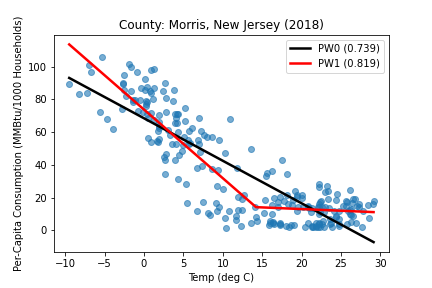 County: Morris, New Jersey (2018)
PW0 (0.739)
PW1 (0.819)
Per-Capita Consumption (MMBtu/1000 Households)
100
80
60
40
20
0
−10 −5 0 5 10 15 20 25 30
Temp (deg C)